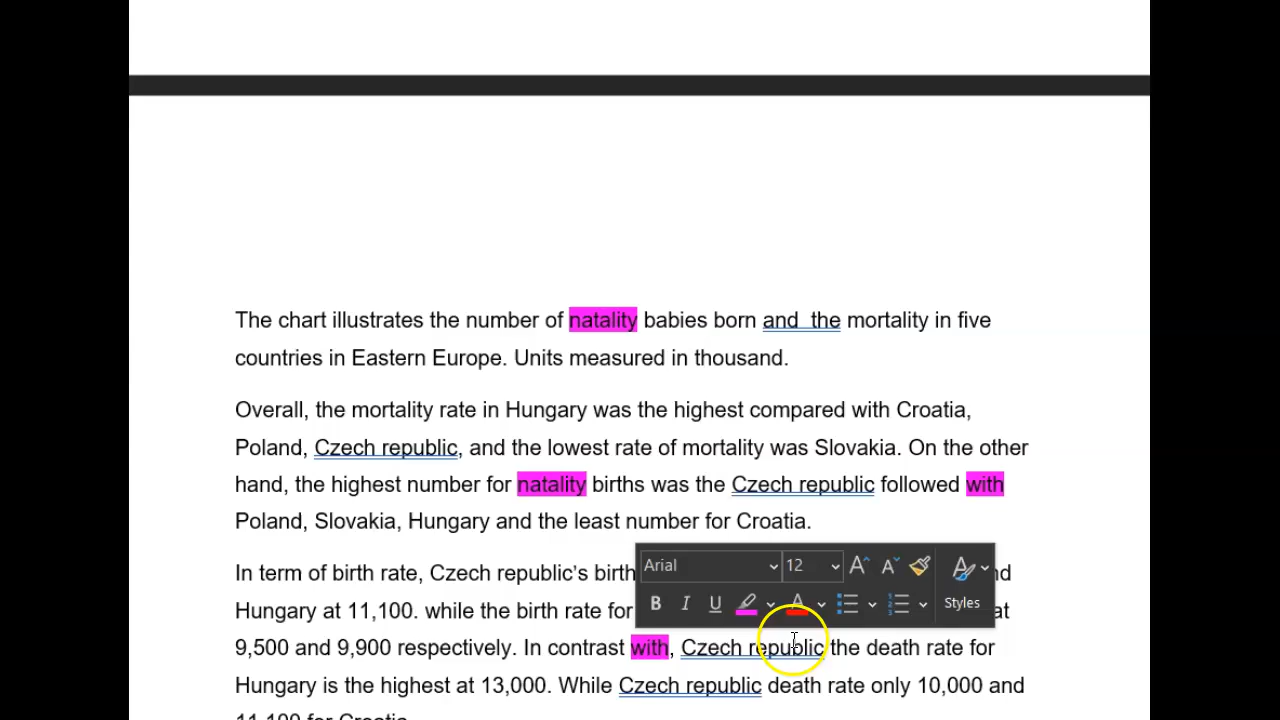 The chart illustrates the number of natality babies born and  the mortality in five
countries in Eastern Europe. Units measured in thousand.
Overall, the mortality rate in Hungary was the highest compared with Croatia,
Poland, Czech republic, and the lowest rate of mortality was Slovakia. On the other
hand, the highest number for natality births was the Czech republic followed with
Poland, Slovakia, Hungary and the least number for Croatia.
In term of birth rate, Czech republic's birth
Arial 12
Hungary at 11,100. while the birth rate for at
B I U Styles
9,500 and 9,900 respectively. In contrast with, Czech republic the death rate for
Hungary is the highest at 13,000. While Czech republic death rate only 10,000 and
11,100 for Croatia.